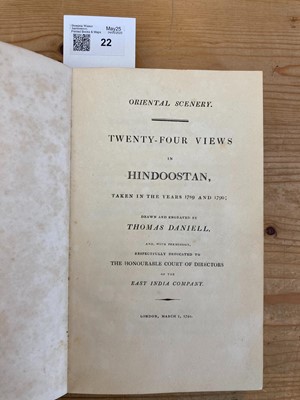 May25
22
ORIENTAL SCENERY.
TWENTY-FOUR VIEWS
IN
HINDOOSTAN,
TAKEN IN THE YEARS 1789 AND 1790;
DRAWN AND ENGRAVED BY
THOMAS DANIELL,
AND, WITH PERMISSION,
RESPECTFULLY DEDICATED TO
THE HONOURABLE COURT OF DIRECTORS
OF THE
EAST INDIA COMPANY.
LONDON, MARCH 1,